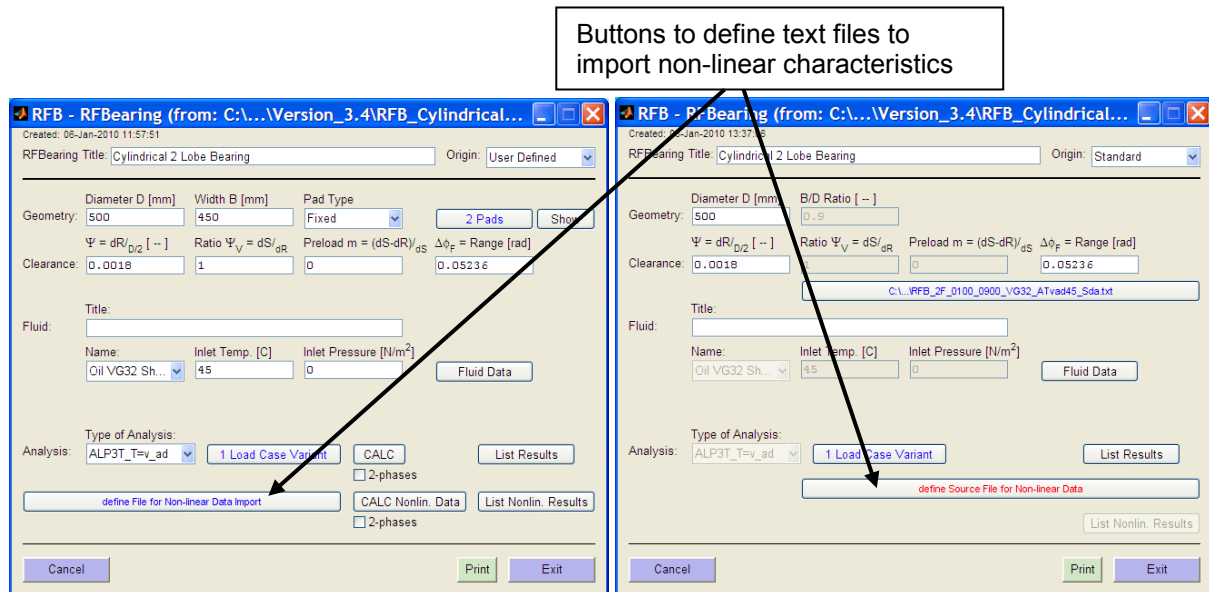 Buttons to define text files to
import non-linear characteristics
RFB - RFBearing (from: C:\...\Version_3.4\RFB_Cylindrical...
Created: 06-Jan-2010 11:57:51
RFBearing Title: Cylindrical 2 Lobe Bearing Origin: User Defined
Diameter D [mm] Width B [mm] Pad Type
Geometry: 500 450 Fixed 2 Pads Show
Ψ = dR/D/2 [ -- ] Ratio ΨV = dS/dR Preload m = (dS-dR)/dS ΔϕF = Range [rad]
Clearance: 0.0018 1 0 0.05236
Title:
Fluid:
Name: Inlet Temp. [C] Inlet Pressure [N/m2]
Oil VG32 Sh... 45 0 Fluid Data
Type of Analysis:
Analysis: ALP3T_T=v_ad 1 Load Case Variant CALC List Results
2-phases
define File for Non-linear Data Import CALC Nonlin. Data List Nonlin. Results
2-phases
Cancel Print Exit
RFB - RFBearing (from: C:\...\Version_3.4\RFB_Cylindrical...
Created: -Jan-2010 13:37:
RFBearing Title: Cylindrical 2 Lobe Bearing Origin: Standard
Diameter D [mm] B/D Ratio [ -- ]
Geometry: 500 0.9
Ψ = dR/D/2 [ -- ] Ratio ΨV = dS/dR Preload m = (dS-dR)/dS ΔϕF = Range [rad]
Clearance: 0.0018 0 0.05236
C:\...\RFB_2F_0100_0900_VG32_ATvad45_Sda.txt
Title:
Fluid:
Name: Inlet Temp. [C] Inlet Pressure [N/m2]
Oil VG32 Sh... 45 0 Fluid Data
Type of Analysis:
Analysis: ALP3T_T=v_ad 1 Load Case Variant List Results
define Source File for Non-linear Data
List Nonlin. Results
Cancel Print Exit